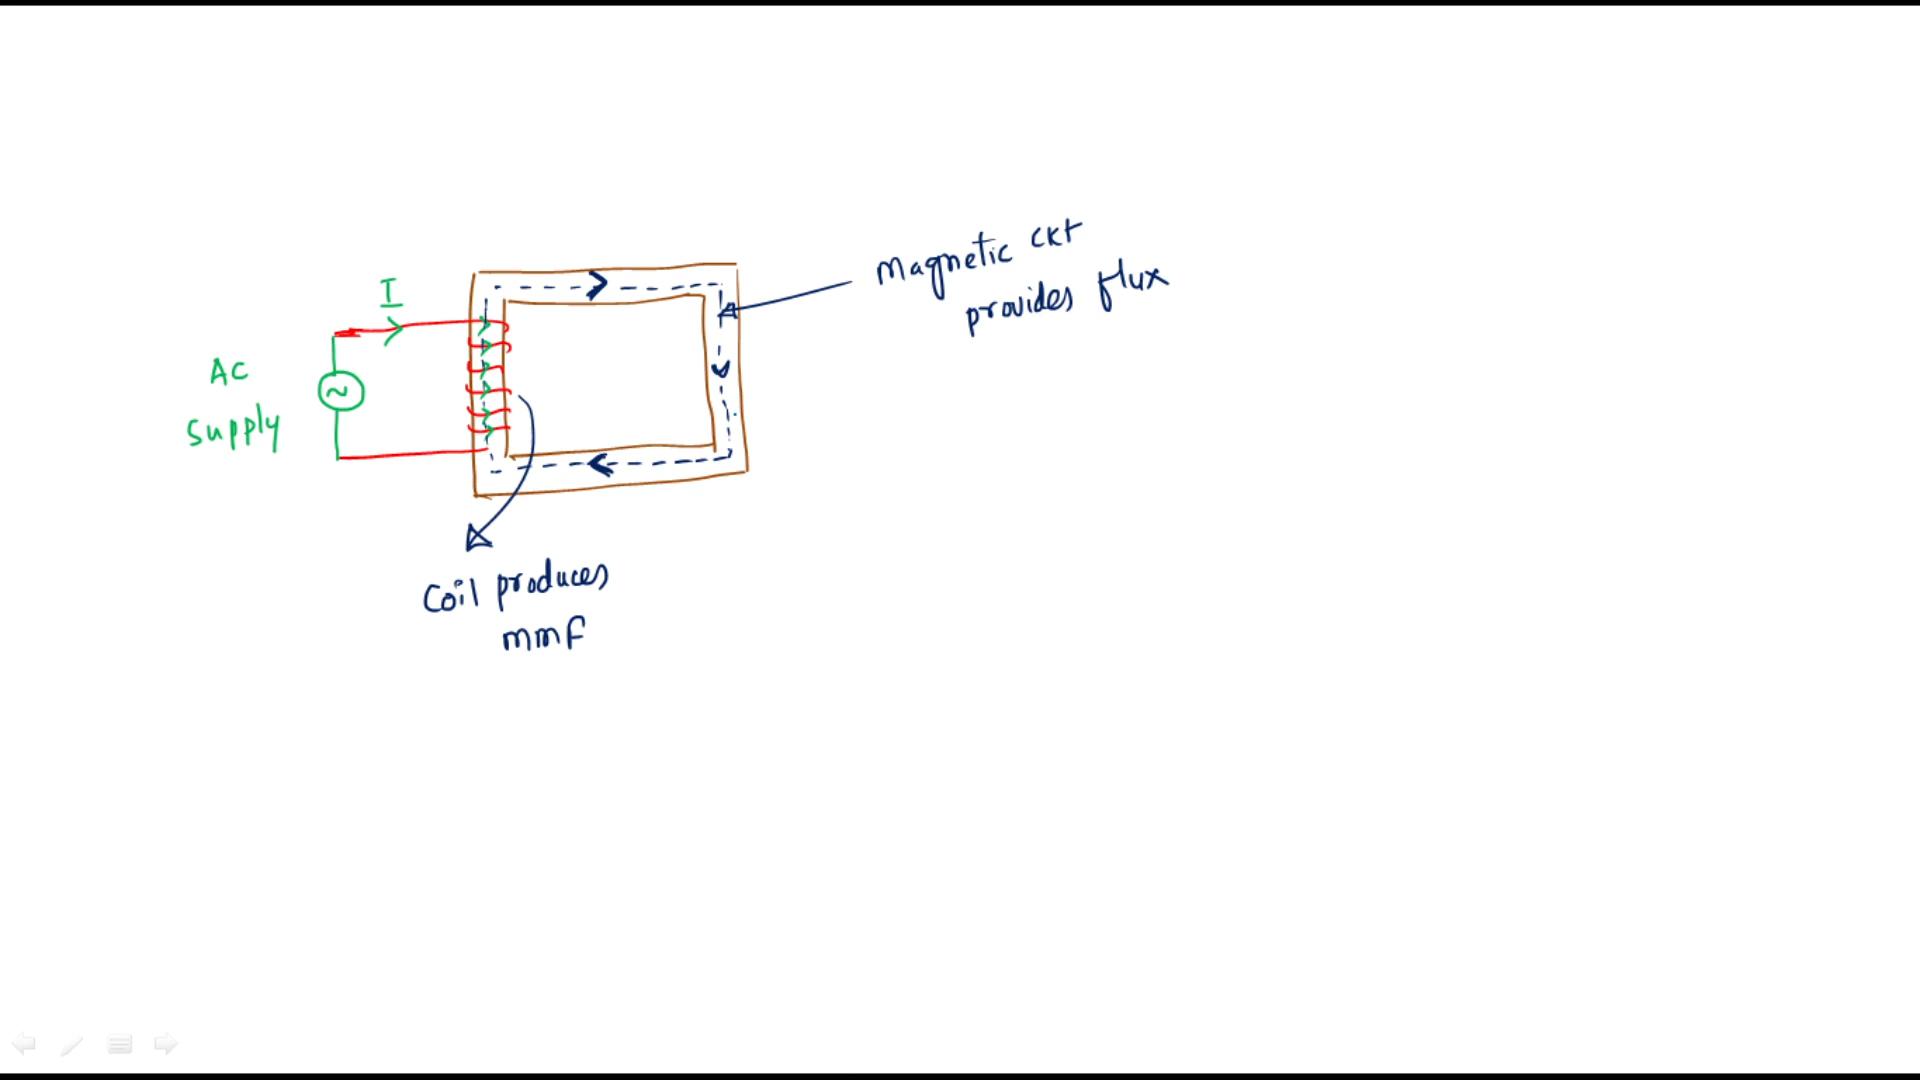 Magnetic ckt
provides flux
I
AC
supply
~
Coil produces
mmf